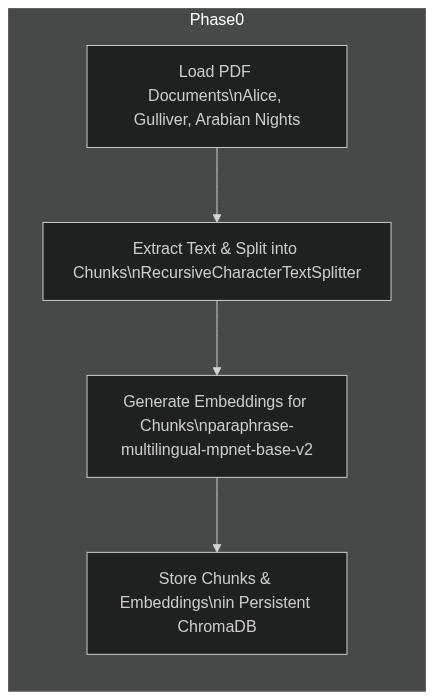 Phase0
Load PDF
Documents\nAlice,
Gulliver, Arabian Nights
Extract Text & Split into
Chunks\nRecursiveCharacterTextSplitter
Generate Embeddings for
Chunks\nparaphrase-
multilingual-mpnet-base-v2
Store Chunks &
Embeddings\nin Persistent
ChromaDB